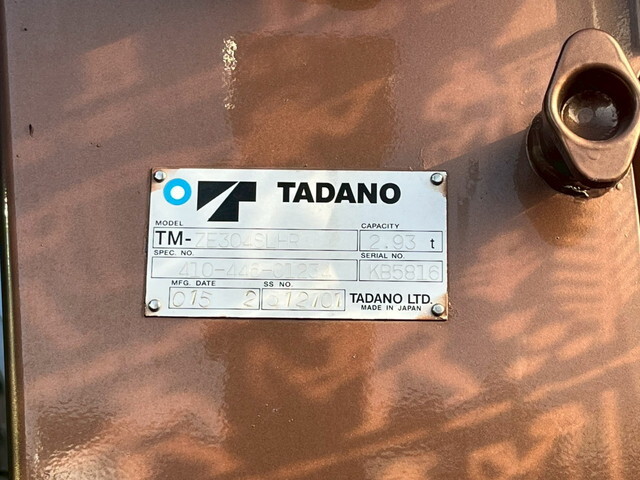 TADANO
MODEL CAPACITY
TM-ZE304SLHR 2.93 t
SPEC. NO. SERIAL NO.
KB5816
MFG. DATE SS NO.
015 2 TADANO LTD.
MADE IN JAPAN